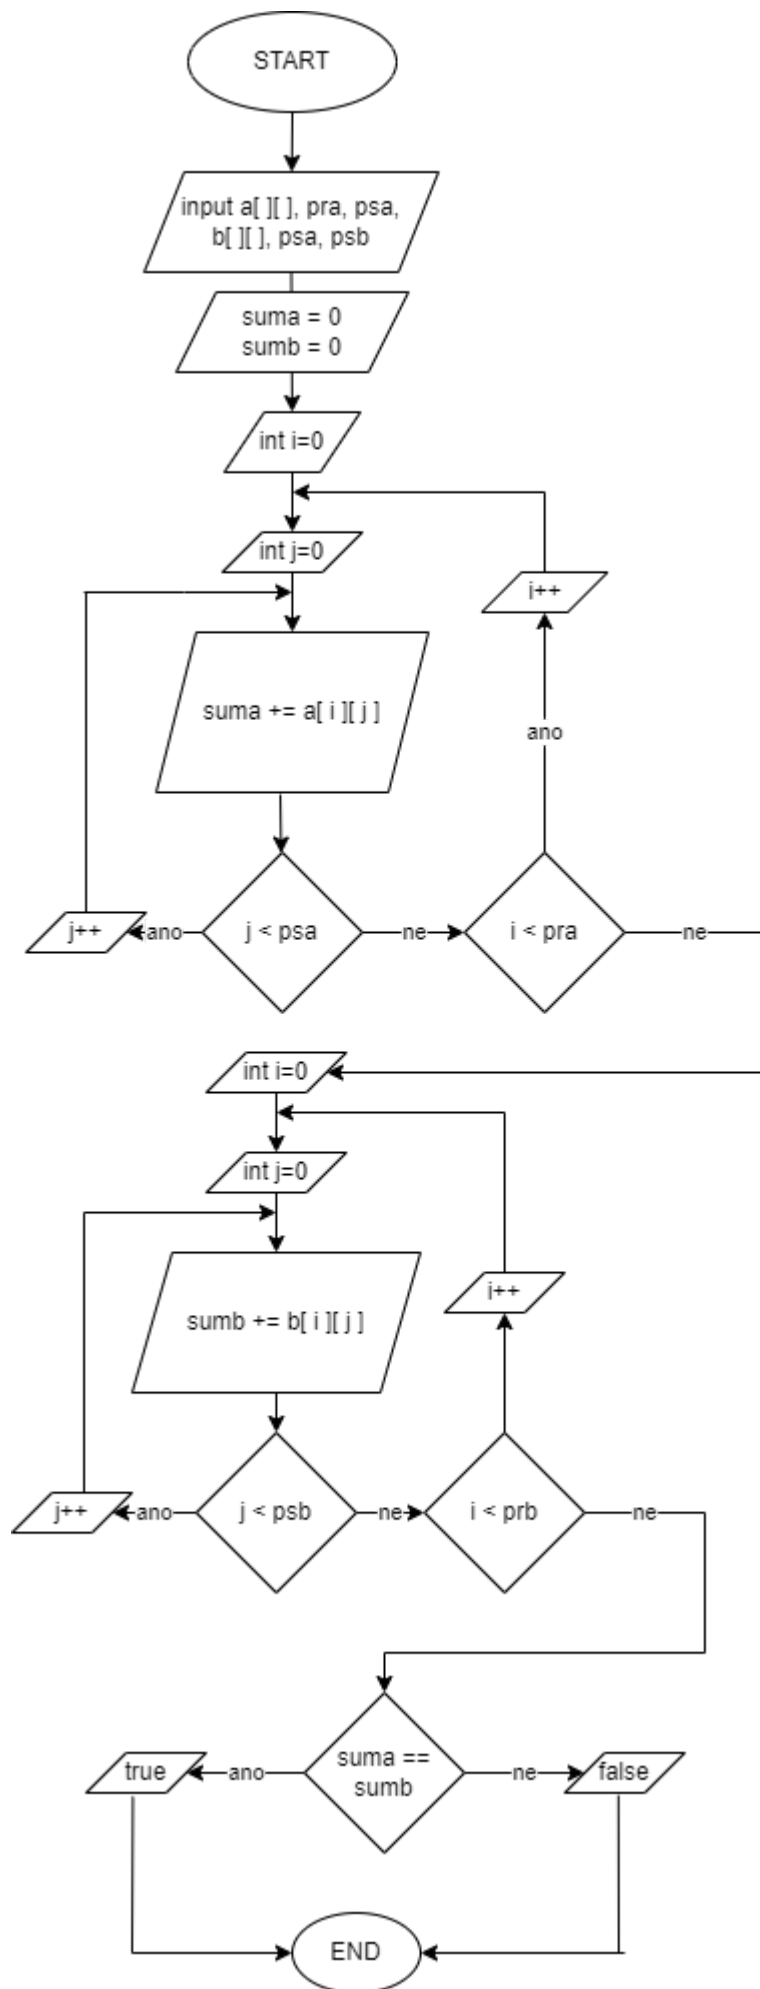 START
input a[ ][ ], pra, psa,
b[ ][ ], psa, psb
suma = 0
sumb = 0
int i=0
int j=0
i++
suma += a[ i ][ j ]
ano
j++
ano
j < psa
ne
i < pra
ne
int i=0
int j=0
i++
sumb += b[ i ][ j ]
j++
ano
j < psb
ne
i < prb
ne
true
ano
suma ==
sumb
ne
false
END